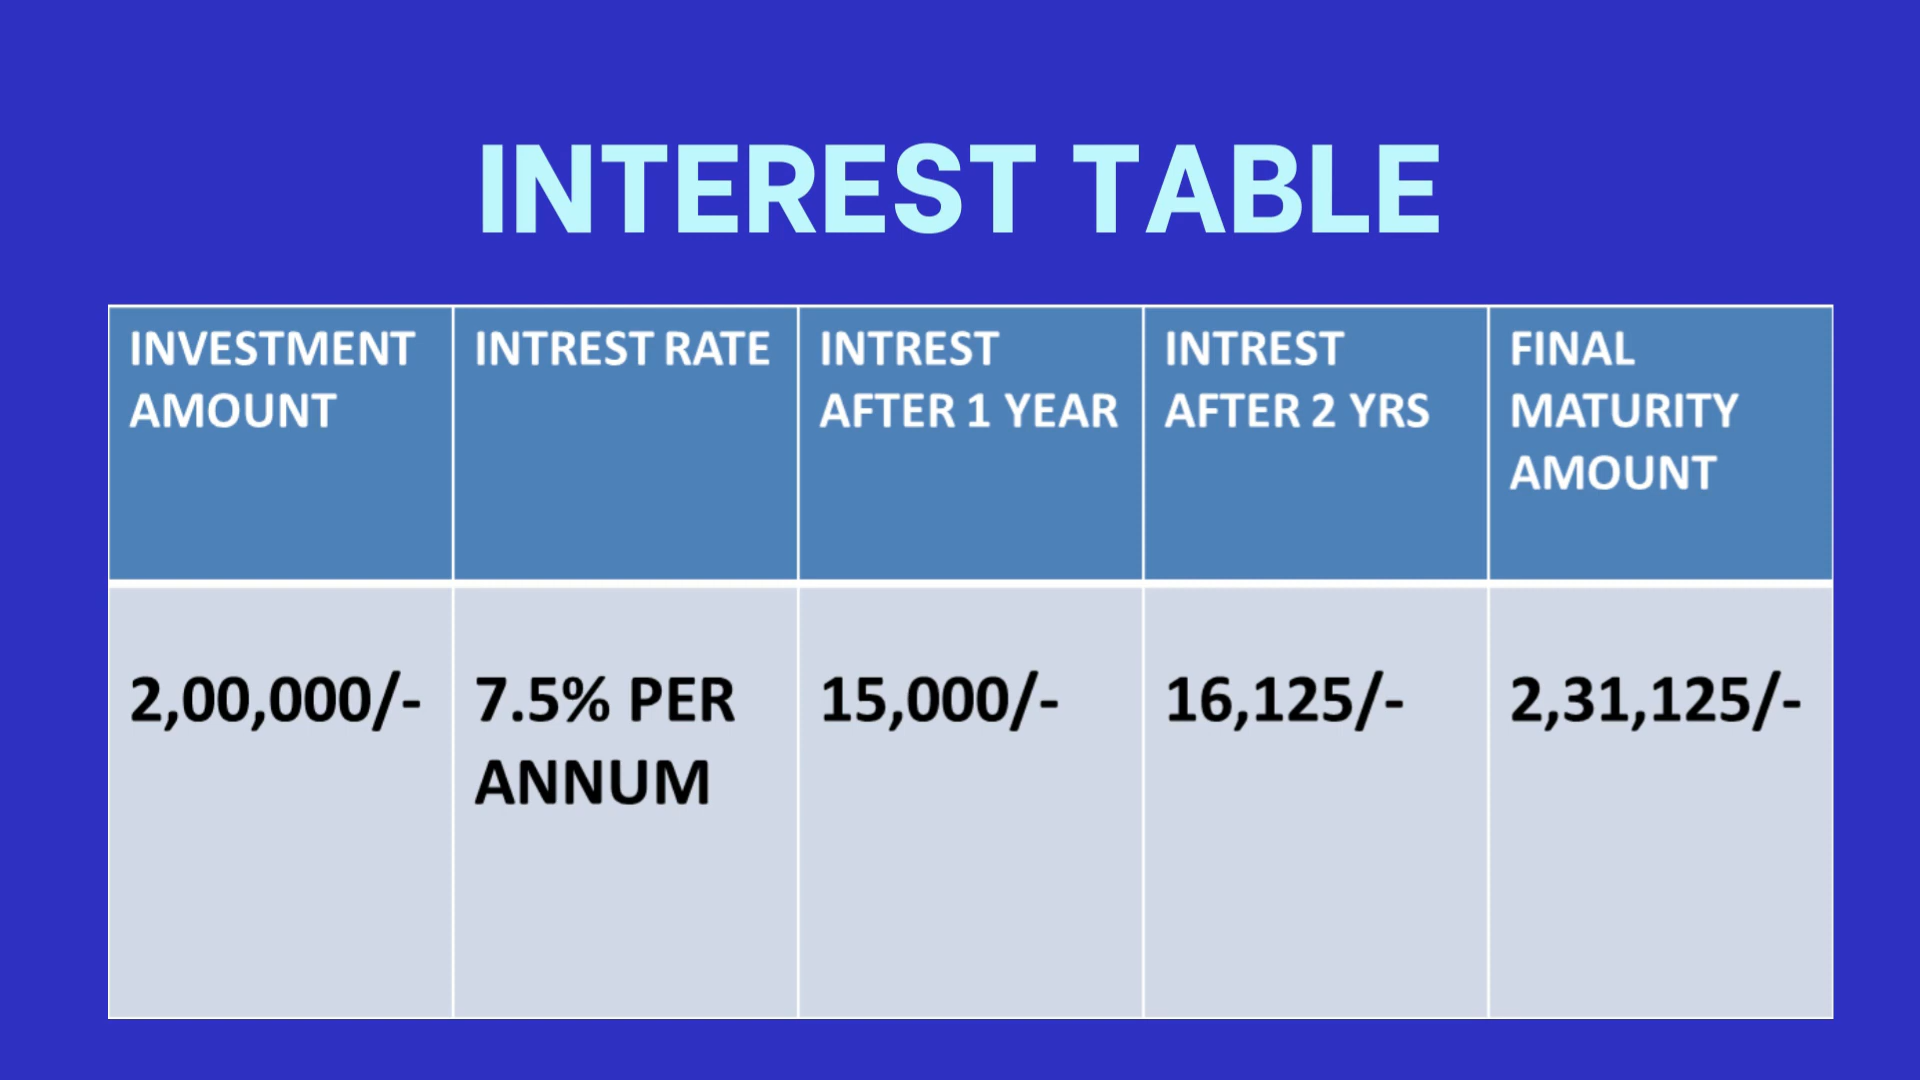 INTEREST TABLE
INVESTMENT
AMOUNT
INTREST RATE
INTREST
AFTER 1 YEAR
INTREST
AFTER 2 YRS
FINAL
MATURITY
AMOUNT
2,00,000/-
7.5% PER
ANNUM
15,000/-
16,125/-
2,31,125/-